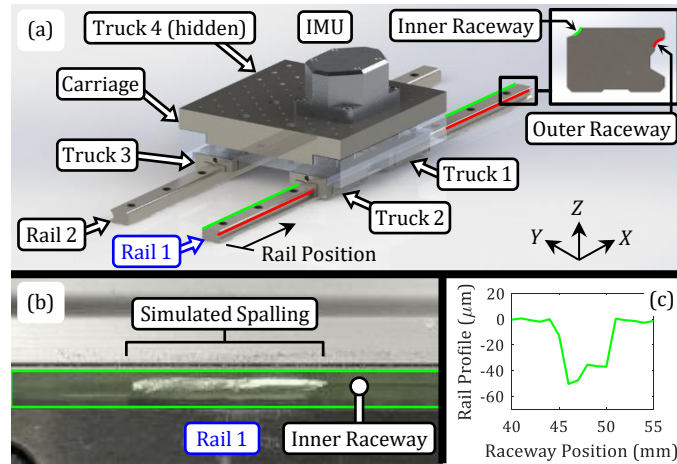 (a)
Truck 4 (hidden)
IMU
Inner Raceway
Carriage
Outer Raceway
Truck 3
Truck 1
Truck 2
Rail 2
Rail 1
Rail Position
Z
Y
X
(b)
Simulated Spalling
Rail 1
Inner Raceway
(c)
Rail Profile (μm)
20
0
-20
-40
-60
40
45
50
55
Raceway Position (mm)